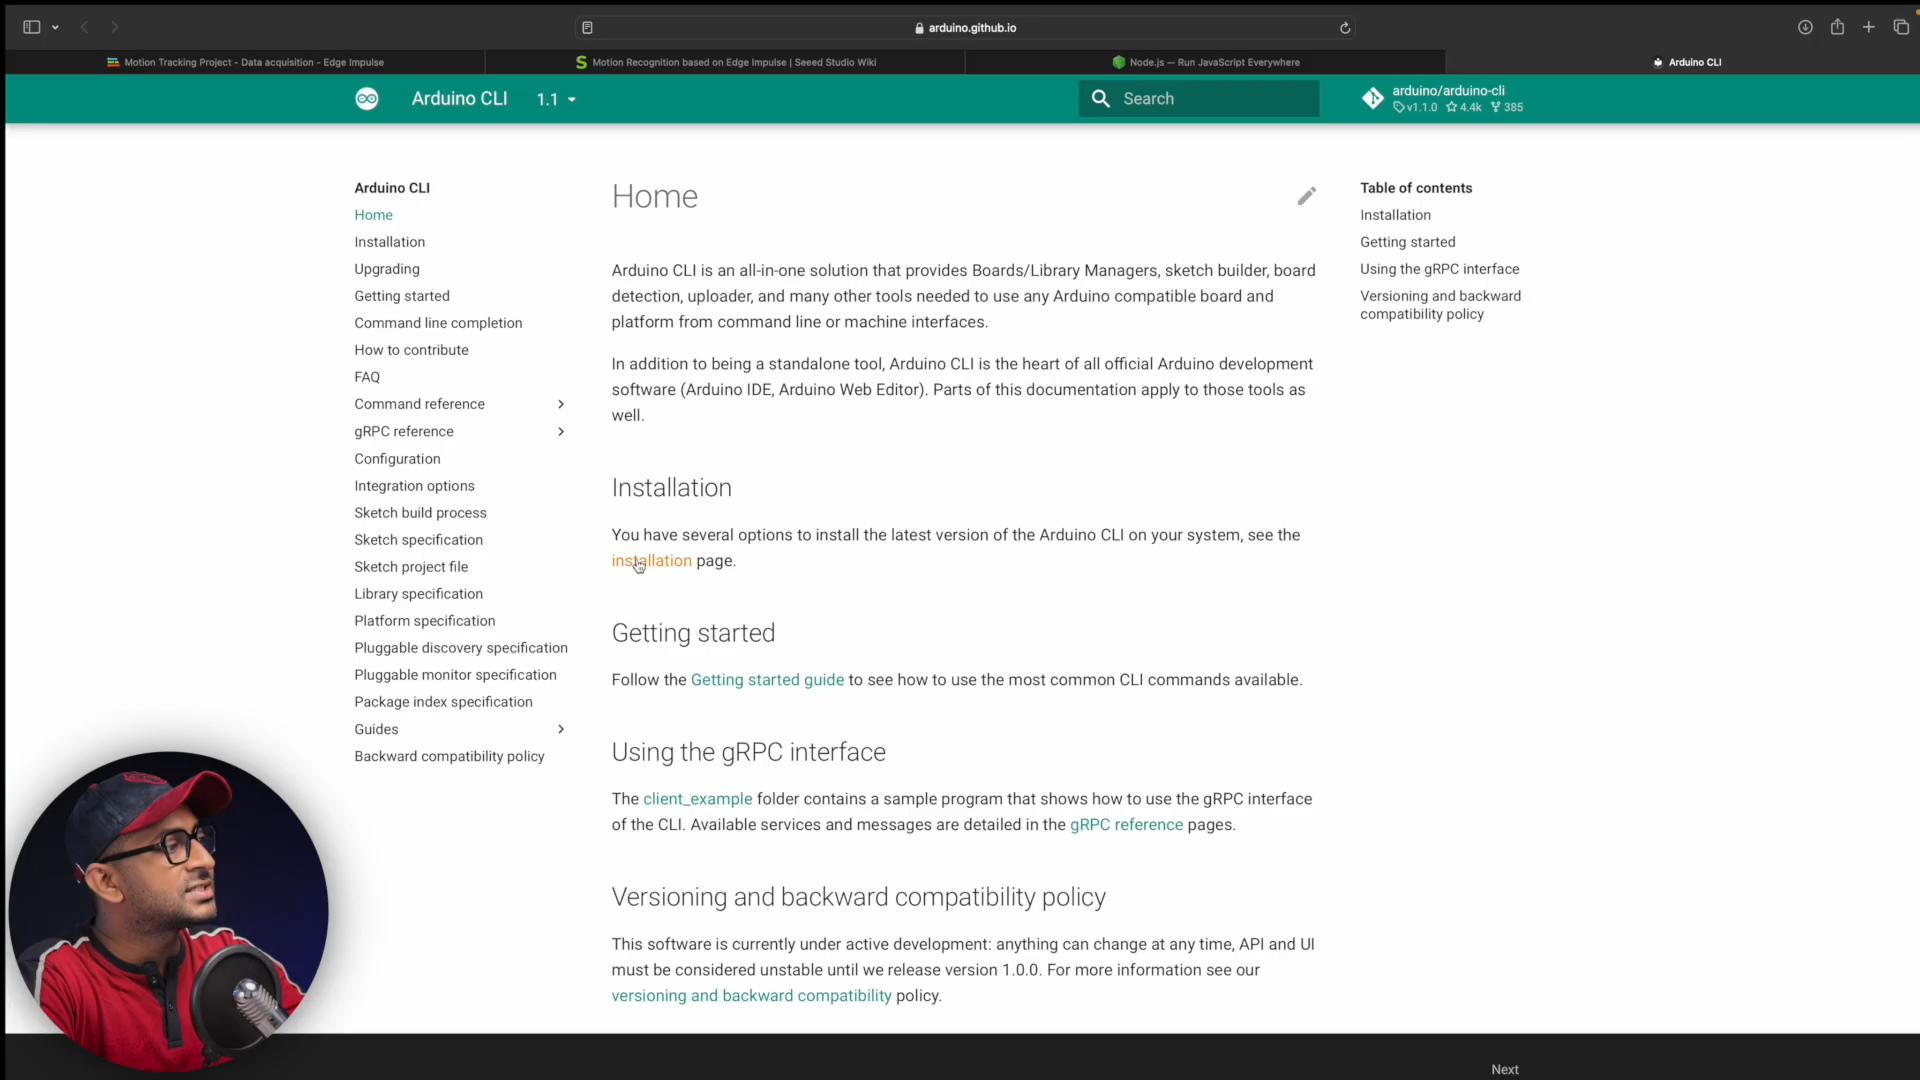 arduino.github.io
Motion Tracking Project - Data acquisition - Edge Impulse
Motion Recognition based on Edge Impulse | Seeed Studio Wiki
Node.js — Run JavaScript Everywhere
Arduino CLI
Arduino CLI
1.1
Search
arduino/arduino-cli
v1.1.0 4.4k 385
Arduino CLI
Home
Installation
Upgrading
Getting started
Command line completion
How to contribute
FAQ
Command reference
gRPC reference
Configuration
Integration options
Sketch build process
Sketch specification
Sketch project file
Library specification
Platform specification
Pluggable discovery specification
Pluggable monitor specification
Package index specification
Guides
Backward compatibility policy
Home
Arduino CLI is an all-in-one solution that provides Boards/Library Managers, sketch builder, board
detection, uploader, and many other tools needed to use any Arduino compatible board and
platform from command line or machine interfaces.
In addition to being a standalone tool, Arduino CLI is the heart of all official Arduino development
software (Arduino IDE, Arduino Web Editor). Parts of this documentation apply to those tools as
well.
Installation
You have several options to install the latest version of the Arduino CLI on your system, see the
installation page.
Getting started
Follow the Getting started guide to see how to use the most common CLI commands available.
Using the gRPC interface
The client_example folder contains a sample program that shows how to use the gRPC interface
of the CLI. Available services and messages are detailed in the gRPC reference pages.
Versioning and backward compatibility policy
This software is currently under active development: anything can change at any time, API and UI
must be considered unstable until we release version 1.0.0. For more information see our
versioning and backward compatibility policy.
Table of contents
Installation
Getting started
Using the gRPC interface
Versioning and backward
compatibility policy
Next